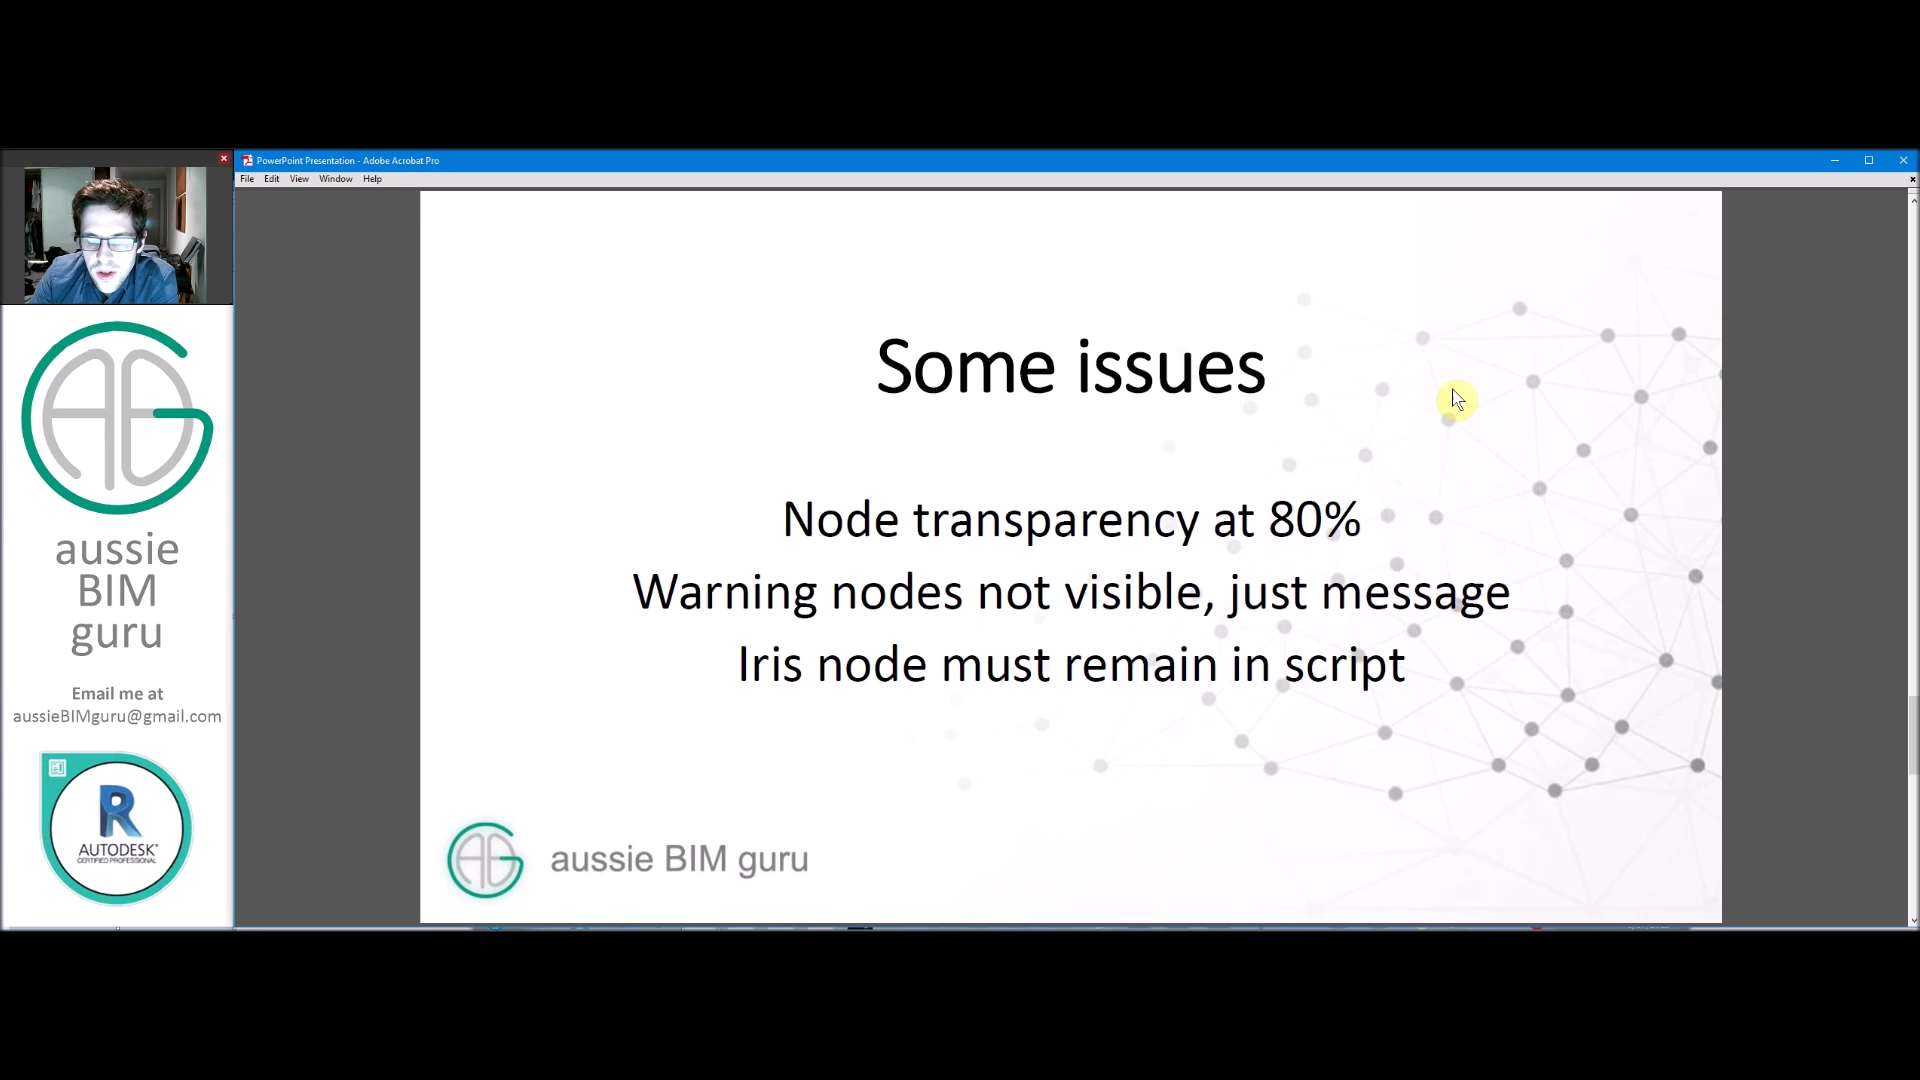 PowerPoint Presentation - Adobe Acrobat Pro
File Edit View Window Help
Some issues
Node transparency at 80%
Warning nodes not visible, just message
Iris node must remain in script
aussie BIM guru
aussie
BIM
guru
Email me at
aussieBIMguru@gmail.com
R
AUTODESK
CERTIFIED PROFESSIONAL